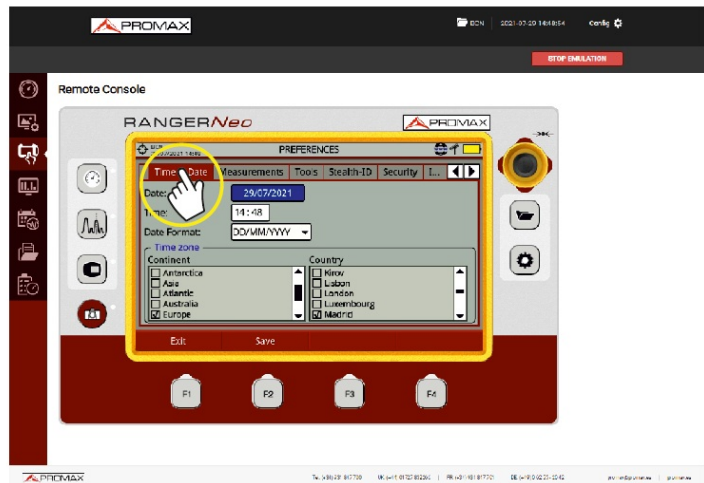 PROMAX
BCN 2021-07-29 14:48:54 Config
STOP EMULATION
Remote Console
RANGERNeo PROMAX
PREFERENCES
Time & Date Measurements Tools Stealth-ID Security I...
Date: 29/07/2021
Time: 14:48
Date Format: DD/MM/YYYY
Time zone
Continent Country
Antarctica Kirov
Asia Lisbon
Atlantic London
Australia Luxembourg
Europe Madrid
Exit Save
F1 F2 F3 F4
PROMAX